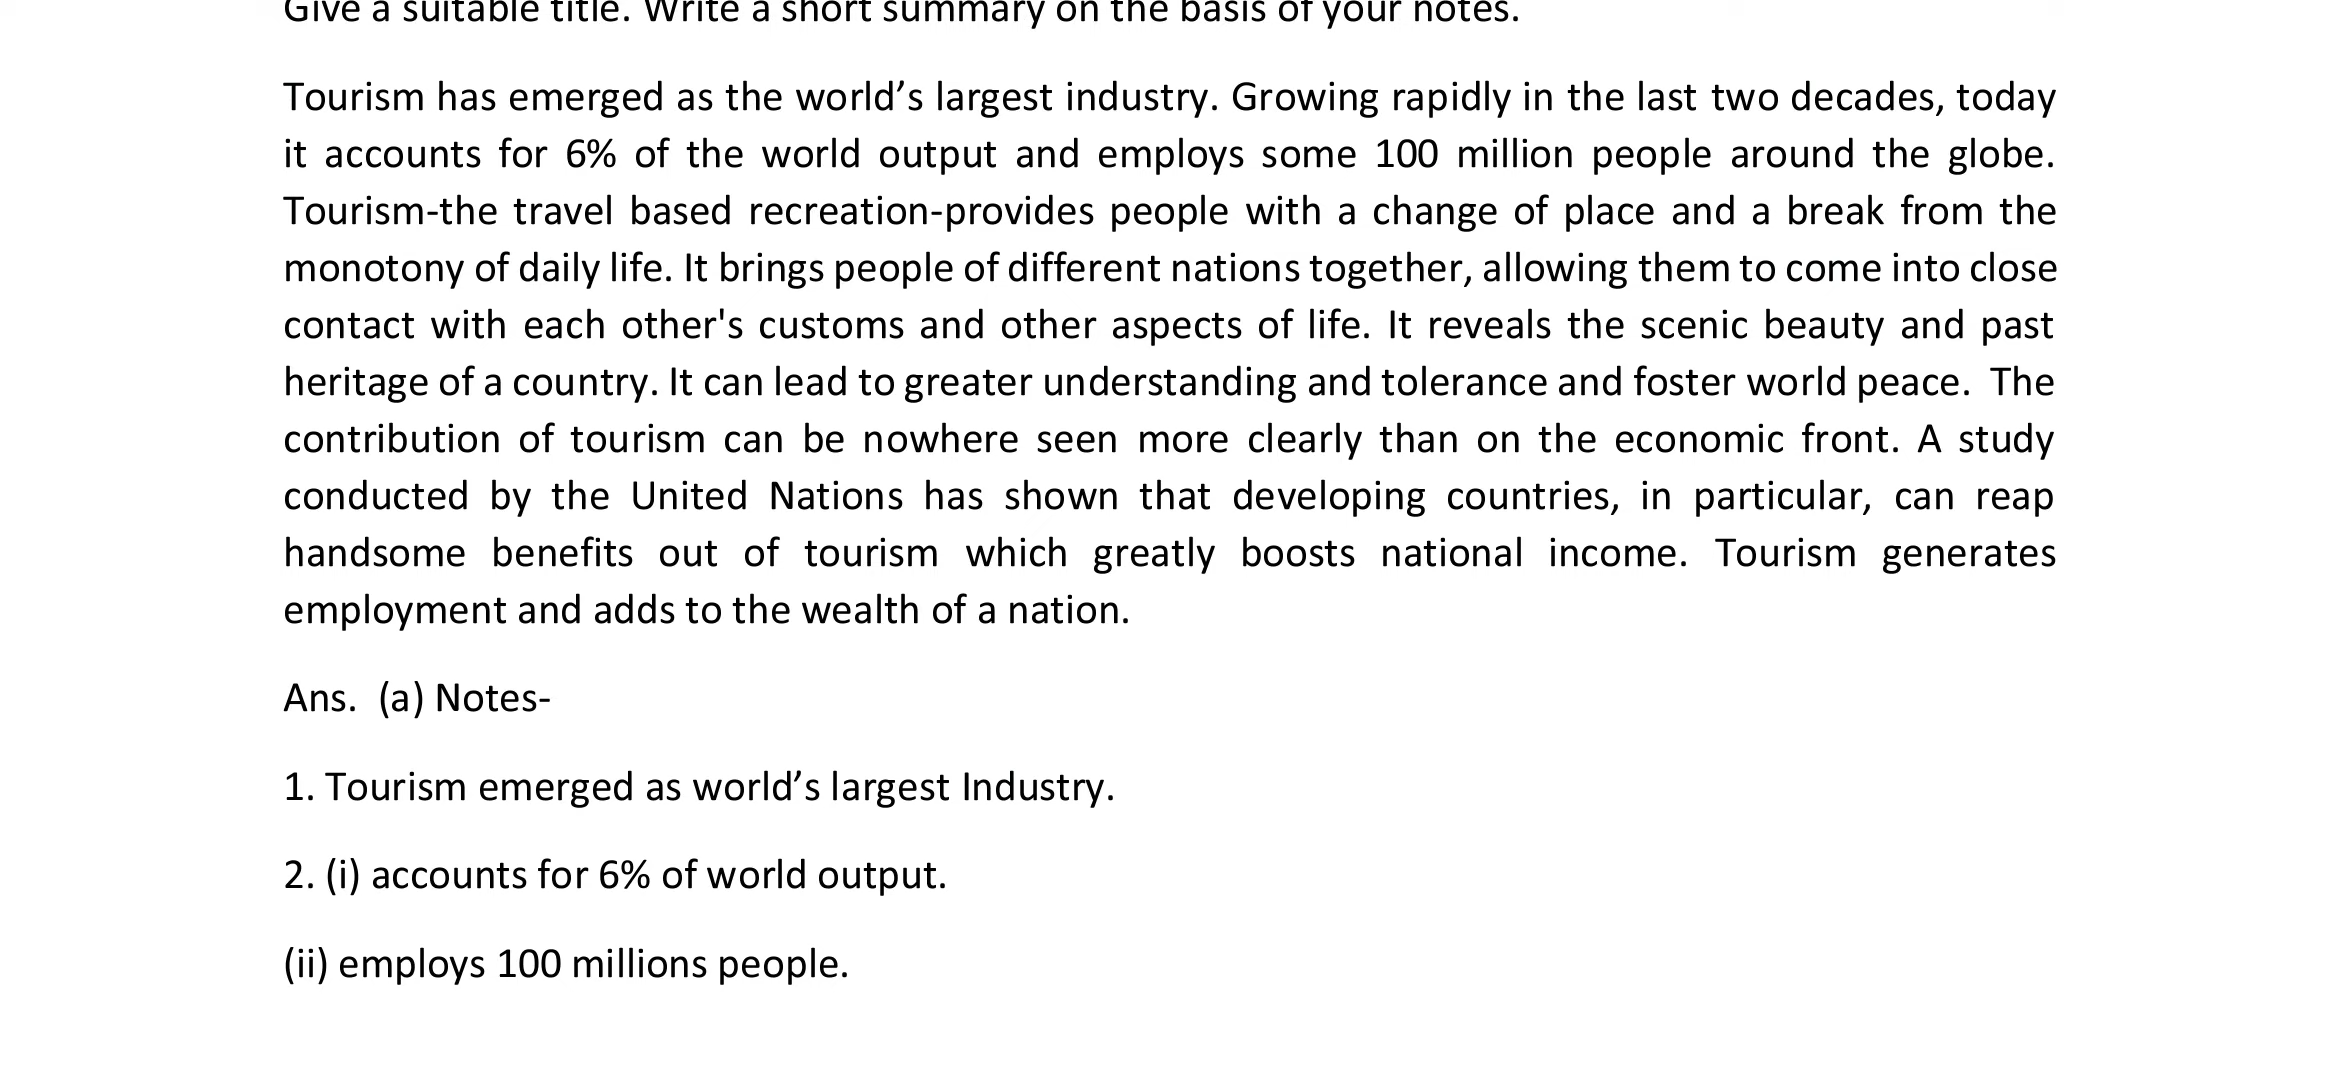 Give a suitable title. Write a short summary on the basis of your notes.
Tourism has emerged as the world’s largest industry. Growing rapidly in the last two decades, today
it accounts for 6% of the world output and employs some 100 million people around the globe.
Tourism-the travel based recreation-provides people with a change of place and a break from the
monotony of daily life. It brings people of different nations together, allowing them to come into close
contact with each other's customs and other aspects of life. It reveals the scenic beauty and past
heritage of a country. It can lead to greater understanding and tolerance and foster world peace.  The
contribution of tourism can be nowhere seen more clearly than on the economic front. A study
conducted by the United Nations has shown that developing countries, in particular, can reap
handsome benefits out of tourism which greatly boosts national income. Tourism generates
employment and adds to the wealth of a nation.
Ans.  (a) Notes-
1. Tourism emerged as world’s largest Industry.
2. (i) accounts for 6% of world output.
(ii) employs 100 millions people.